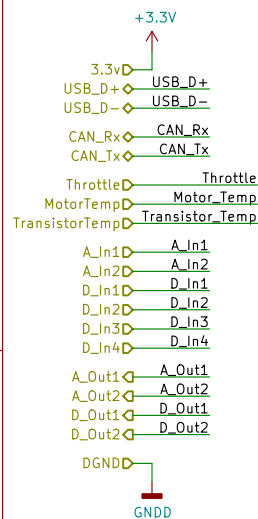 +3.3V
3.3v
USB_D+ USB_D+
USB_D- USB_D-
CAN_Rx CAN_Rx
CAN_Tx CAN_Tx
Throttle Throttle
MotorTemp Motor_Temp
TransistorTemp Transistor_Temp
A_In1 A_In1
A_In2 A_In2
D_In1 D_In1
D_In2 D_In2
D_In3 D_In3
D_In4 D_In4
A_Out1 A_Out1
A_Out2 A_Out2
D_Out1 D_Out1
D_Out2 D_Out2
DGND
GNDD